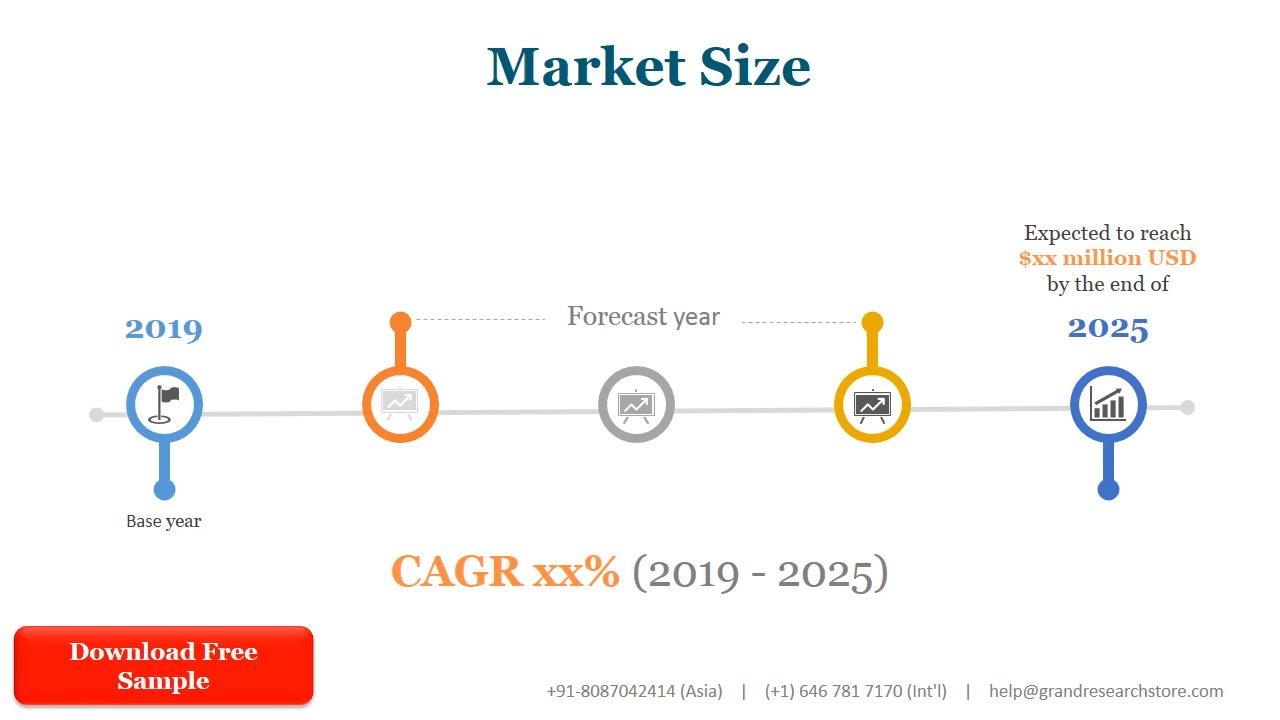 Market Size
Expected to reach
$xx million USD
by the end of
2025
2019
Forecast year
Base year
CAGR xx% (2019 - 2025)
Download Free
Sample
+91-8087042414 (Asia) | (+1) 646 781 7170 (Int'l) | help@grandresearchstore.com